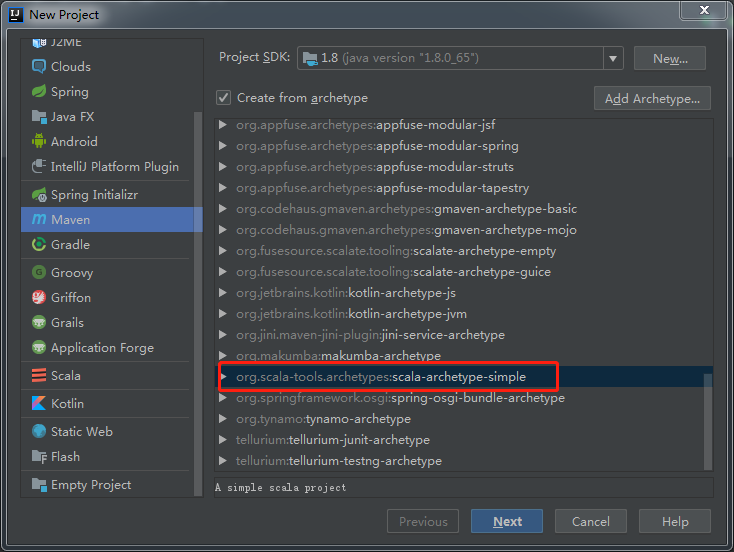 New Project
J2ME
Clouds
Spring
Java FX
Android
IntelliJ Platform Plugin
Spring Initializr
Maven
Gradle
Groovy
Griffon
Grails
Application Forge
Scala
Kotlin
Static Web
Flash
Empty Project
Project SDK: 1.8 (java version "1.8.0_65") New...
Create from archetype Add Archetype...
org.appfuse.archetypes:appfuse-modular-jsf
org.appfuse.archetypes:appfuse-modular-spring
org.appfuse.archetypes:appfuse-modular-struts
org.appfuse.archetypes:appfuse-modular-tapestry
org.codehaus.gmaven.archetypes:gmaven-archetype-basic
org.codehaus.gmaven.archetypes:gmaven-archetype-mojo
org.fusesource.scalate.tooling:scalate-archetype-empty
org.fusesource.scalate.tooling:scalate-archetype-guice
org.jetbrains.kotlin:kotlin-archetype-js
org.jetbrains.kotlin:kotlin-archetype-jvm
org.jini.maven-jini-plugin:jini-service-archetype
org.makumba:makumba-archetype
org.scala-tools.archetypes:scala-archetype-simple
org.springframework.osgi:spring-osgi-bundle-archetype
org.tynamo:tynamo-archetype
tellurium:tellurium-junit-archetype
tellurium:tellurium-testng-archetype
A simple scala project
Previous Next Cancel Help